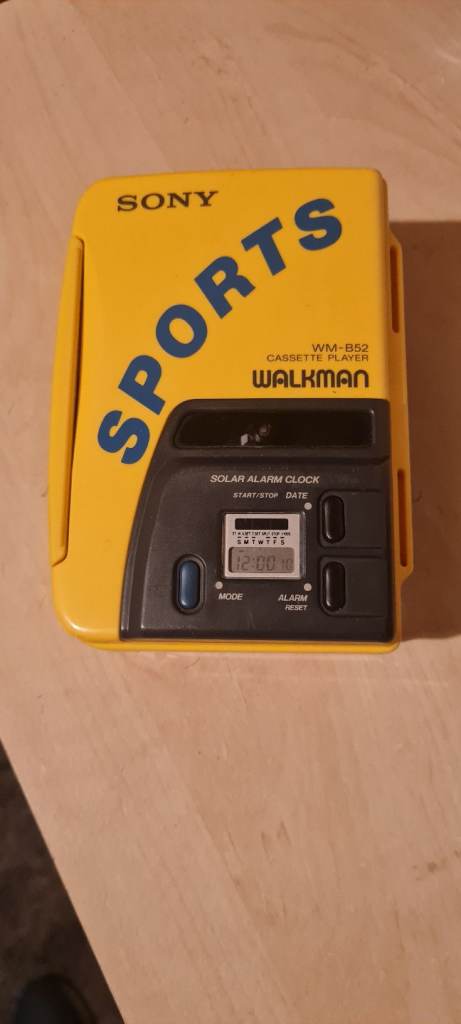 SONY
SPORTS
WM-B52
CASSETTE PLAYER
WALKMAN
SOLAR ALARM CLOCK
START/STOP DATE
S M T W T F S
12:00 10
MODE
ALARM
RESET